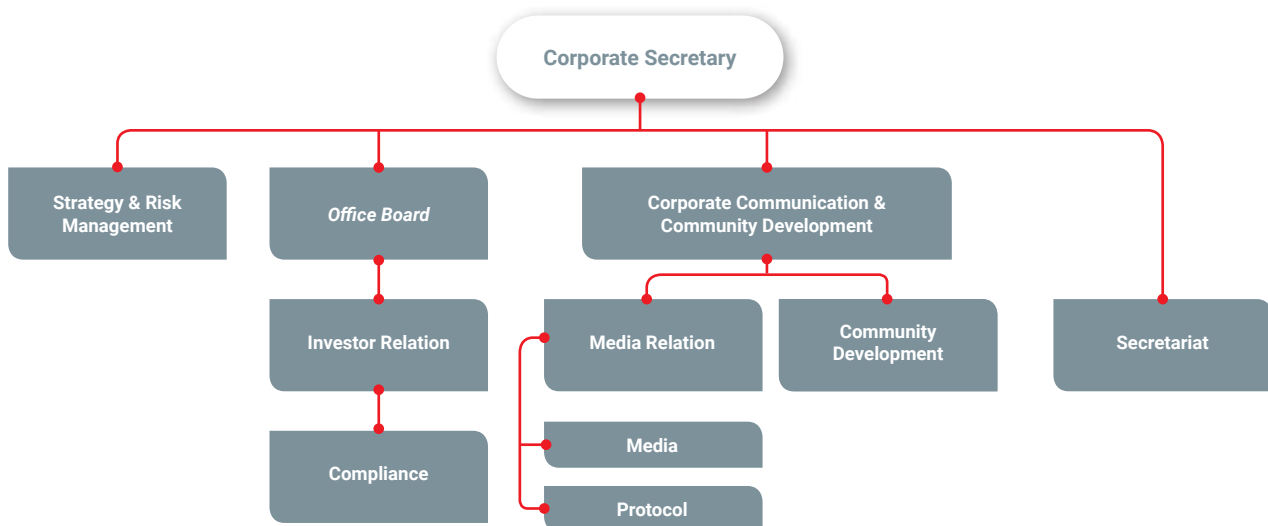 Corporate Secretary
Strategy & Risk
Management
Office Board
Corporate Communication &
Community Development
Investor Relation
Media Relation
Community
Development
Secretariat
Media
Compliance
Protocol